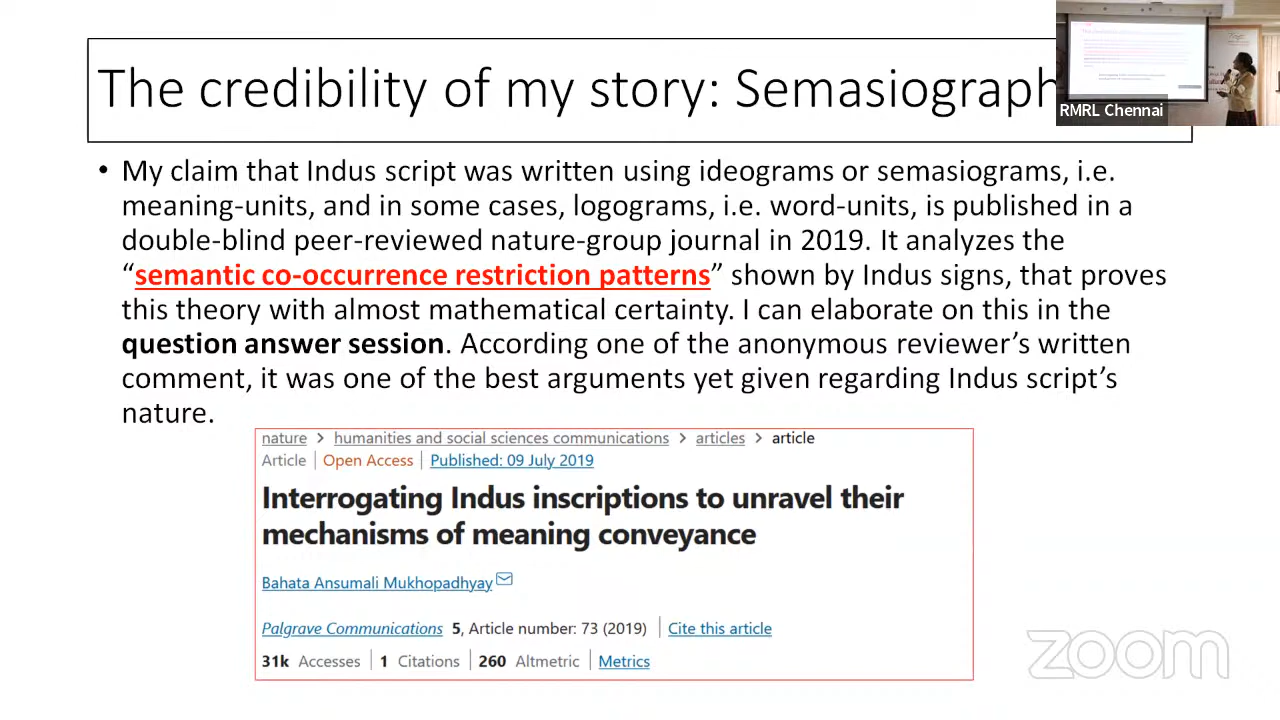 The credibility of my story: Semasiograph
RMRL Chennai
• My claim that Indus script was written using ideograms or semasiograms, i.e.
meaning-units, and in some cases, logograms, i.e. word-units, is published in a
double-blind peer-reviewed nature-group journal in 2019. It analyzes the
“semantic co-occurrence restriction patterns” shown by Indus signs, that proves
this theory with almost mathematical certainty. I can elaborate on this in the
question answer session. According one of the anonymous reviewer’s written
comment, it was one of the best arguments yet given regarding Indus script’s
nature.
nature > humanities and social sciences communications > articles > article
Article | Open Access | Published: 09 July 2019
Interrogating Indus inscriptions to unravel their
mechanisms of meaning conveyance
Bahata Ansumali Mukhopadhyay
Palgrave Communications 5, Article number: 73 (2019) | Cite this article
31k Accesses | 1 Citations | 260 Altmetric | Metrics
zoom